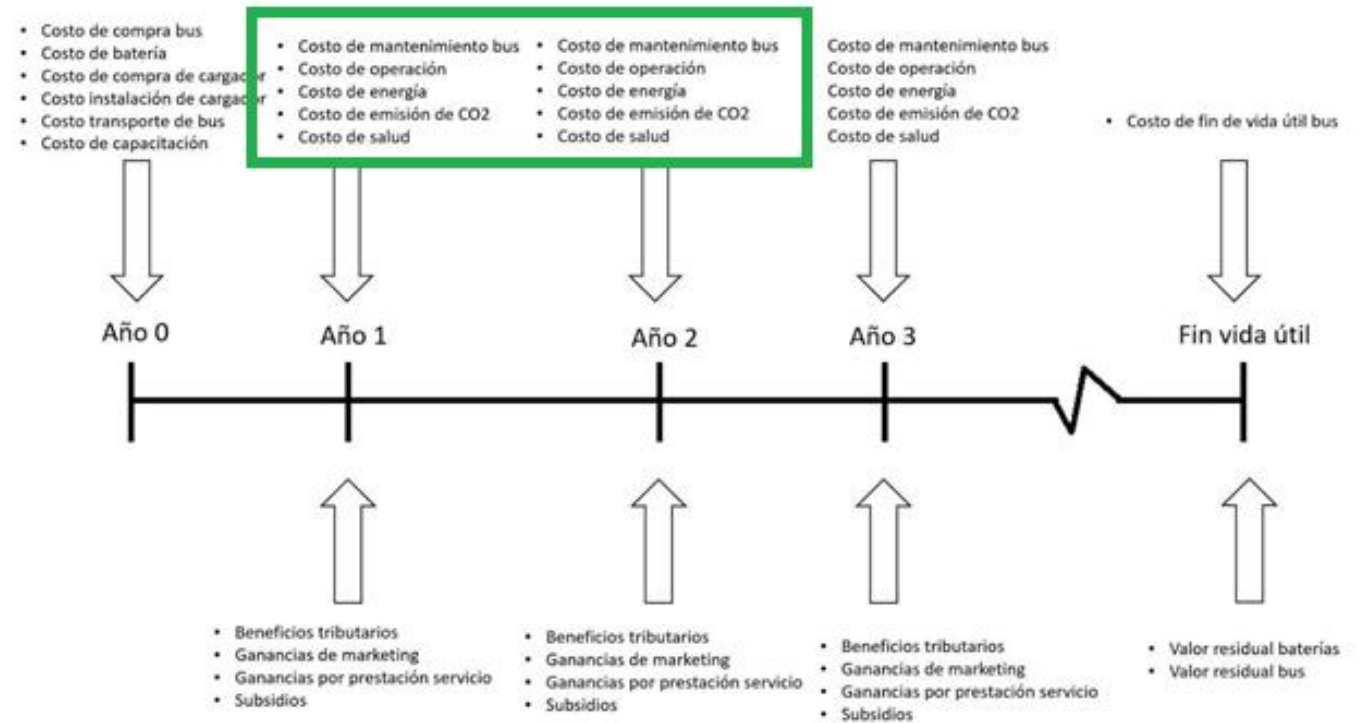 • Costo de compra bus
• Costo de batería
• Costo de compra de cargador
• Costo instalación de cargador
• Costo transporte de bus
• Costo de capacitación
• Costo de mantenimiento bus
• Costo de operación
• Costo de energía
• Costo de emisión de CO2
• Costo de salud
• Costo de mantenimiento bus
• Costo de operación
• Costo de energía
• Costo de emisión de CO2
• Costo de salud
Costo de mantenimiento bus
Costo de operación
Costo de energía
Costo de emisión de CO2
Costo de salud
• Costo de fin de vida útil bus
Año 0
Año 1
Año 2
Año 3
Fin vida útil
• Beneficios tributarios
• Ganancias de marketing
• Ganancias por prestación servicio
• Subsidios
• Beneficios tributarios
• Ganancias de marketing
• Ganancias por prestación servicio
• Subsidios
• Beneficios tributarios
• Ganancias de marketing
• Ganancias por prestación servicio
• Subsidios
• Valor residual baterías
• Valor residual bus